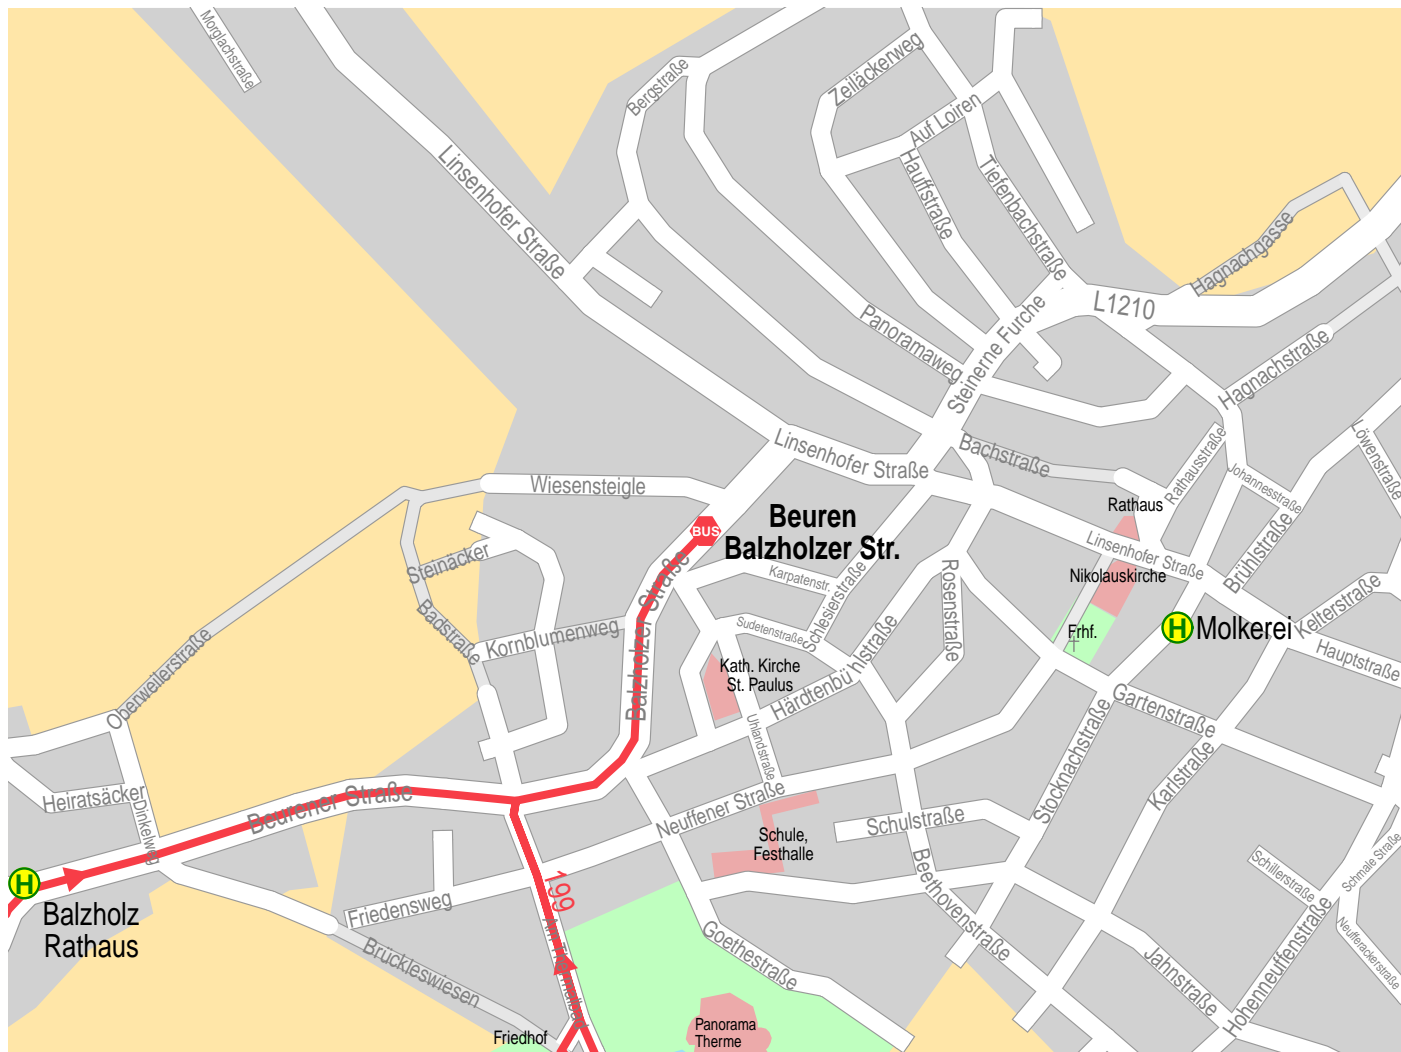 Morglachstraße
Bergstraße
Zeiläckerweg
Auf Loiren
Hauffstraße
Tiefenbachstraße
Linsenhofer Straße
Hagnachgasse
L1210
Panoramaweg
Steinerne Furche
Hagnachstraße
Linsenhofer Straße
Bachstraße
Rathausstraße
Löwenstraße
Johannesstraße
Wiesensteigle
Rathaus
BUS
Beuren
Balzholzer Str.
Linsenhofer Straße
Brühlstraße
Steinäcker
Karpatenstr.
Schlesierstraße
Rosenstraße
Nikolauskirche
Kelterstraße
Badstraße
Kornblumenweg
Balzholzer Straße
Sudetenstraße
Frhf.
H
Molkerei
Hauptstraße
Oberweilerstraße
Kath. Kirche
St. Paulus
Härdtenbühlstraße
Gartenstraße
Uhlandstraße
Stocknachstraße
Karlstraße
Heiratsäcker
Dinkelweg
Beurener Straße
Neuffener Straße
Schulstraße
Schule,
Festhalle
Beethovenstraße
Schillerstraße
Schmale Straße
H
Balzholz
Rathaus
Friedensweg
199
Am Thermalbad
Brückleswiesen
Goethestraße
Jahnstraße
Hohenneuffenstraße
Neufferackerstraße
Friedhof
Panorama
Therme